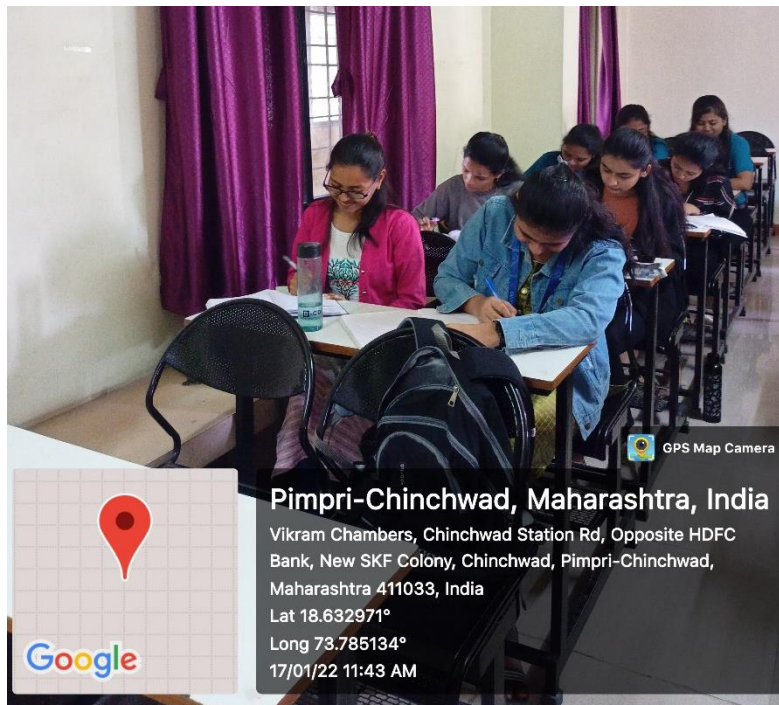 GPS Map Camera
Pimpri-Chinchwad, Maharashtra, India
Vikram Chambers, Chinchwad Station Rd, Opposite HDFC
Bank, New SKF Colony, Chinchwad, Pimpri-Chinchwad,
Maharashtra 411033, India
Lat 18.632971°
Long 73.785134°
17/01/22 11:43 AM
Google